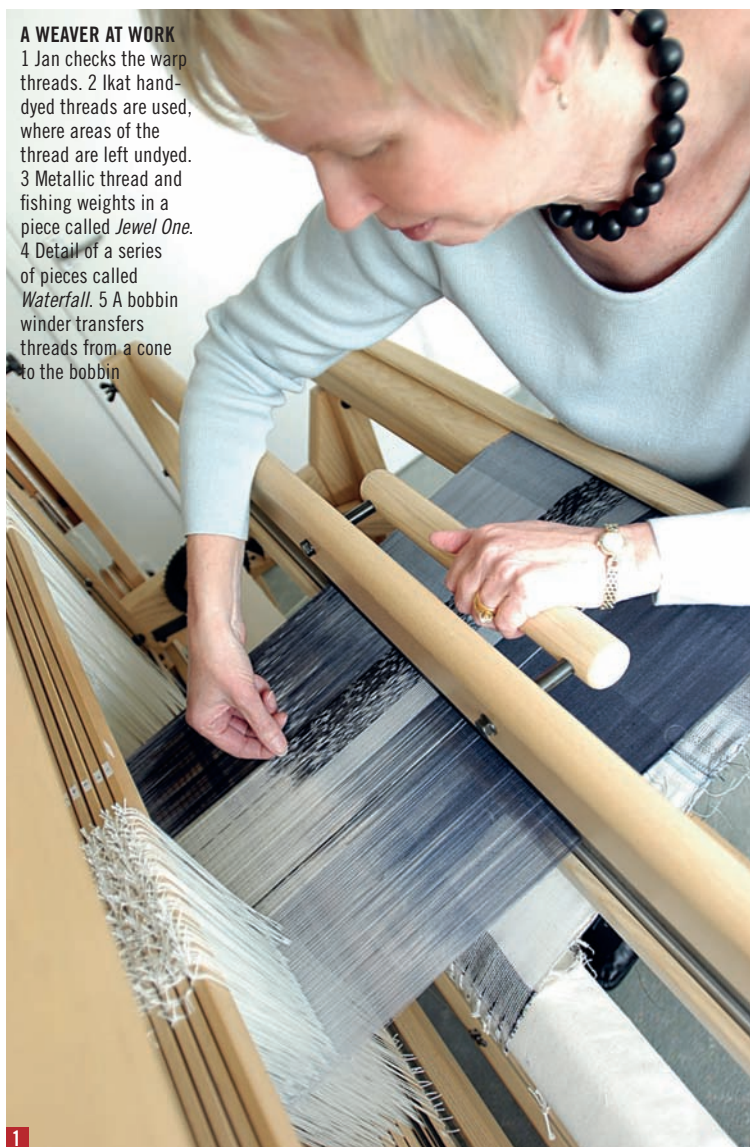 A WEAVER AT WORK
1 Jan checks the warp
threads. 2 Ikat hand-
dyed threads are used,
where areas of the
thread are left undyed.
3 Metallic thread and
fishing weights in a
piece called Jewel One.
4 Detail of a series
of pieces called
Waterfall. 5 A bobbin
winder transfers
threads from a cone
to the bobbin
1